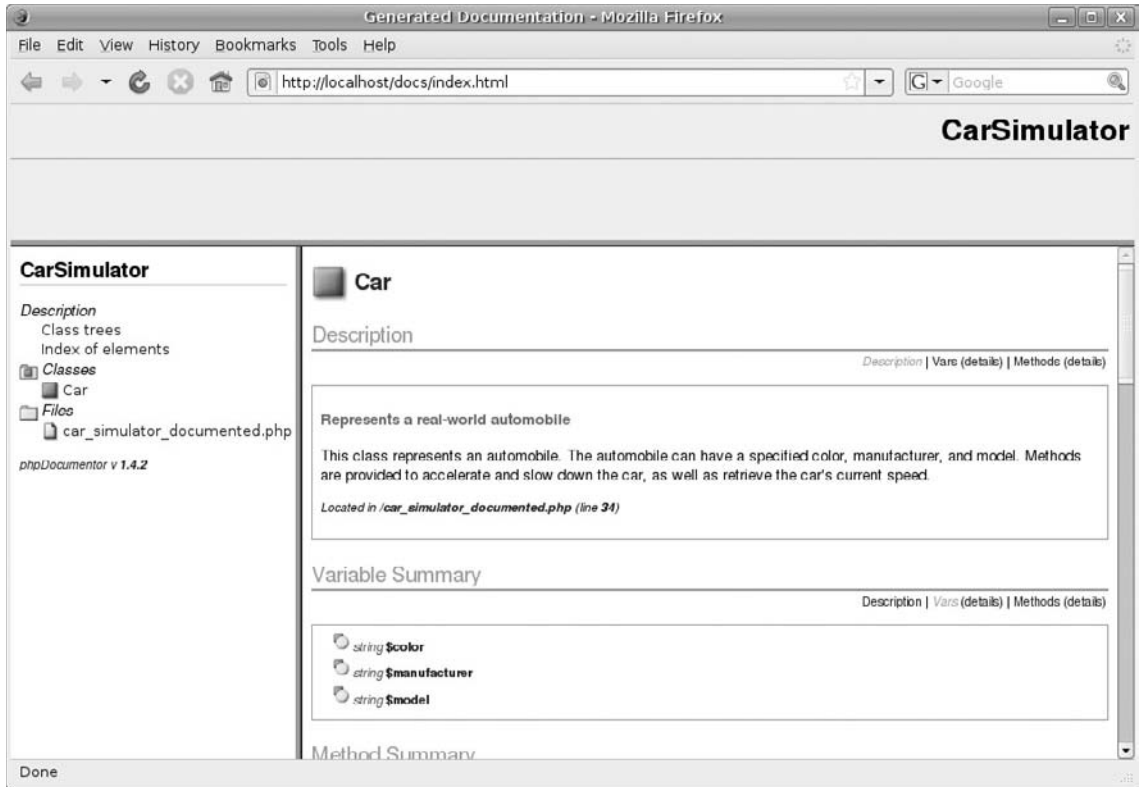 Generated Documentation - Mozilla Firefox
File Edit View History Bookmarks Tools Help
http://localhost/docs/index.html
G Google
CarSimulator
CarSimulator
Description
Class trees
Index of elements
Classes
Car
Files
car_simulator_documented.php
phpDocumentor v 1.4.2
Car
Description
Description | Vars (details) | Methods (details)
Represents a real-world automobile
This class represents an automobile. The automobile can have a specified color, manufacturer, and model. Methods
are provided to accelerate and slow down the car, as well as retrieve the car's current speed.
Located in /car_simulator_documented.php (line 34)
Variable Summary
Description | Vars (details) | Methods (details)
string $color
string $manufacturer
string $model
Method Summary
Done